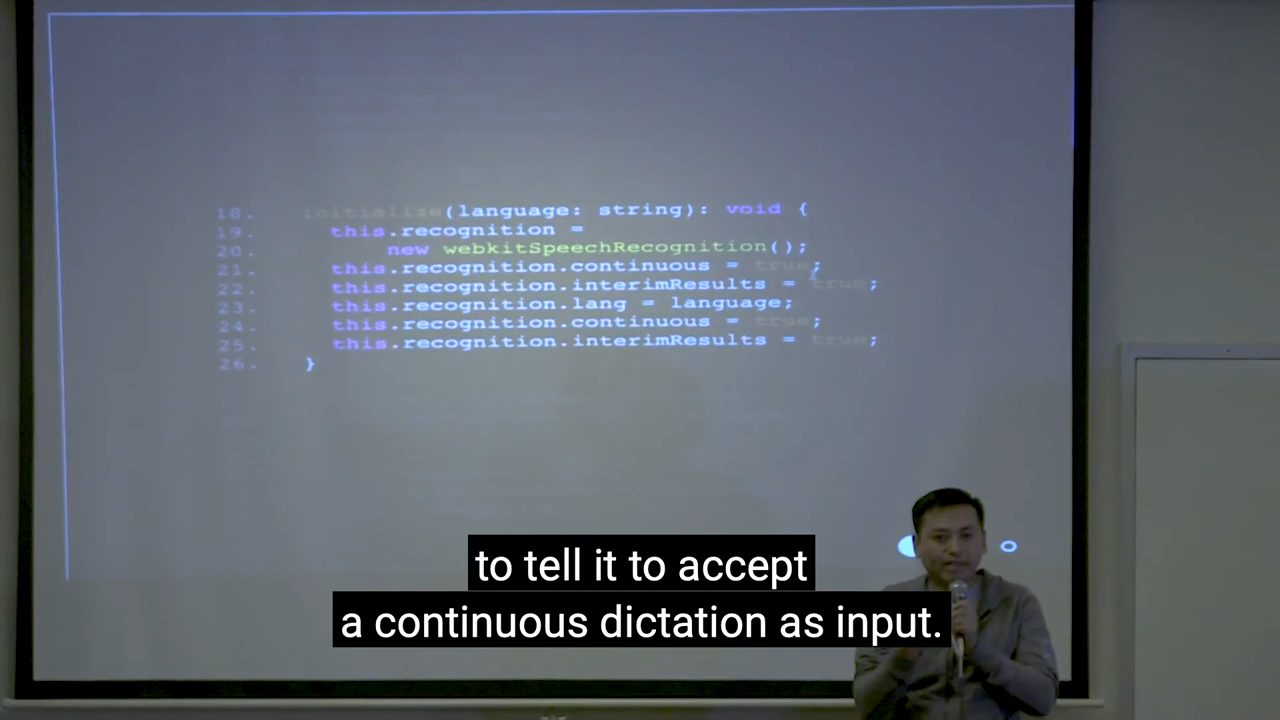 18. initialize(language: string): void {
19. this.recognition =
20. new webkitSpeechRecognition();
21. this.recognition.continuous = true;
22. this.recognition.interimResults = true;
23. this.recognition.lang = language;
24. this.recognition.continuous = true;
25. this.recognition.interimResults = true;
26. }
to tell it to accept
a continuous dictation as input.